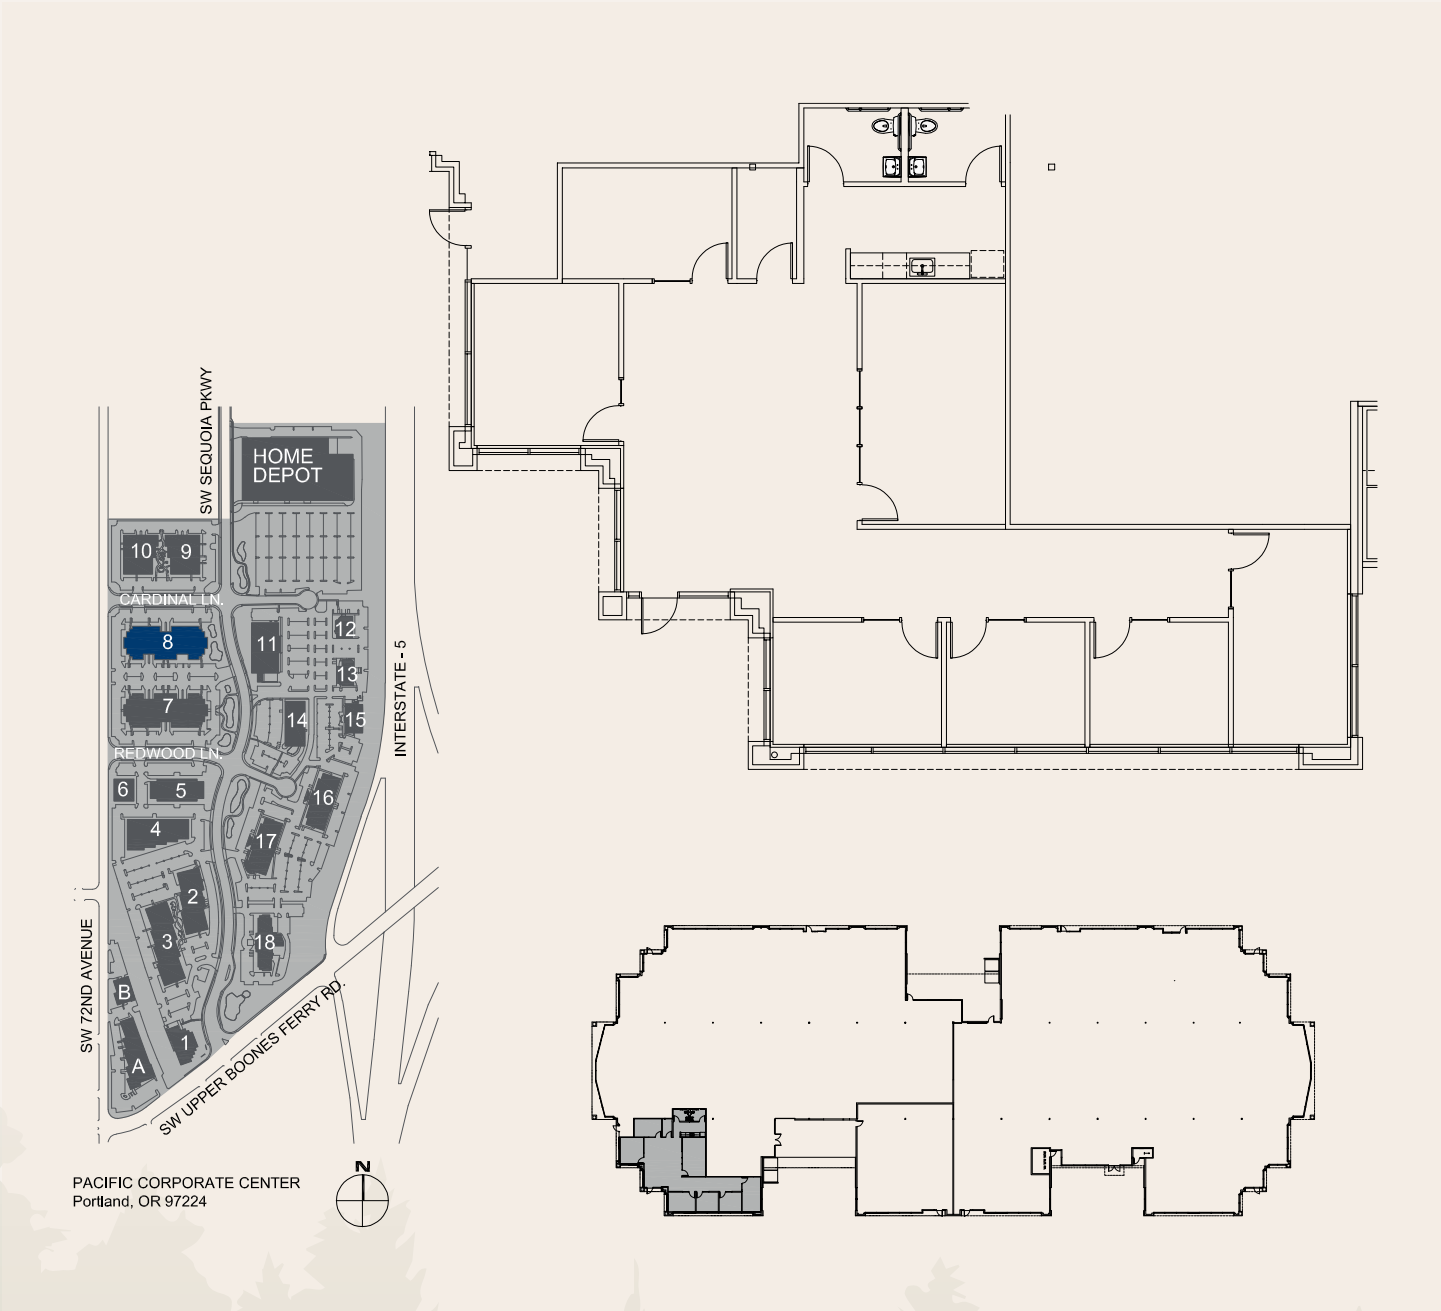 SW SEQUOIA PKWY
HOME
DEPOT
10
9
CARDINAL LN.
8
11
12
13
INTERSTATE - 5
7
14
15
REDWOOD LN.
6
5
16
4
17
2
3
18
SW 72ND AVENUE
B
1
A
SW UPPER BOONES FERRY RD.
N
PACIFIC CORPORATE CENTER
Portland, OR 97224